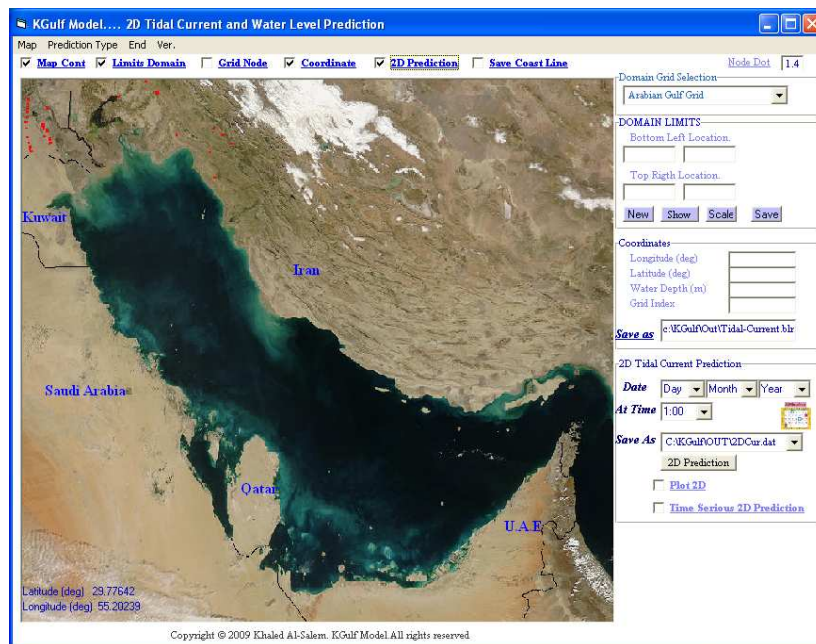 KGulf Model.... 2D Tidal Current and Water Level Prediction
Map Prediction Type End Ver.
Map Cont Limits Domain Grid Node Coordinate 2D Prediction Save Coast Line Node Dot 1.4
Domain Grid Selection
Arabian Gulf Grid
DOMAIN LIMITS
Bottom Left Location.
Top Rigth Location.
New Show Scale Save
Coordinates
Longitude (deg)
Latitude (deg)
Water Depth (m)
Grid Index
Save as c:\KGulf\Out\Tidal-Current.blr
2D Tidal Current Prediction
Date Day Month Year
At Time 1:00
Save As C:\KGulf\OUT\2DCur.dat
2D Prediction
Plot 2D
Time Serious 2D Prediction
Kuwait
Iran
Saudi Arabia
Qatar
U.A.E
Latitude (deg) 29.77642
Longitude (deg) 55.20239
Copyright © 2009 Khaled Al-Salem. KGulf Model.All rights reserved